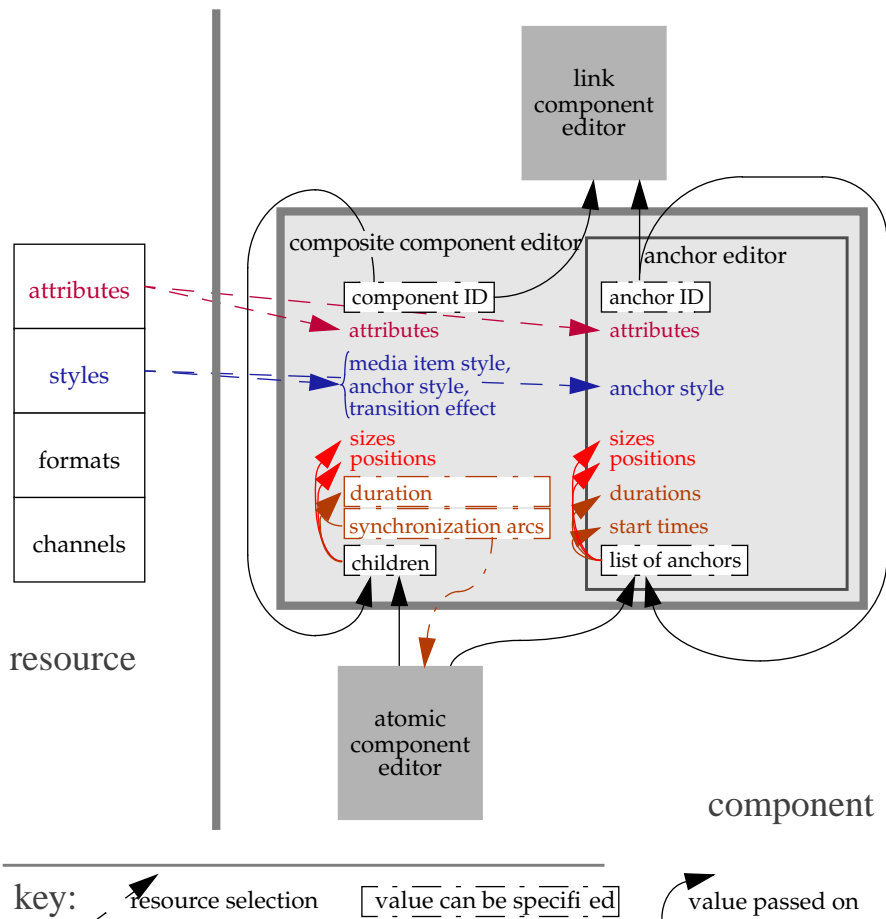 link
component
editor
composite component editor
anchor editor
attributes
styles
formats
channels
resource
component ID
attributes
media item style,
anchor style,
transition effect
sizes
positions
duration
synchronization arcs
children
anchor ID
attributes
anchor style
sizes
positions
durations
start times
list of anchors
atomic
component
editor
component
key:
resource selection
value can be specifi ed
value passed on